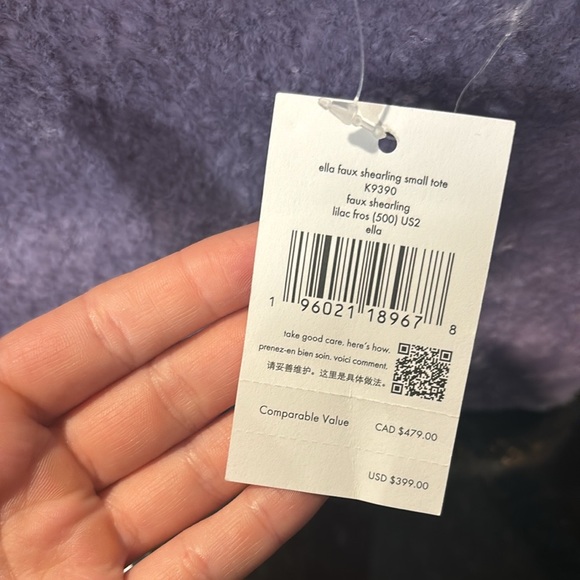 ella faux shearling small tote
K9390
faux shearling
lilac fros (500) US2
ella
1 96021 18967 8
take good care. here's how.
prenez-en bien soin. voici comment.
请妥善维护。这里是具体做法。
Comparable Value CAD $479.00
USD $399.00